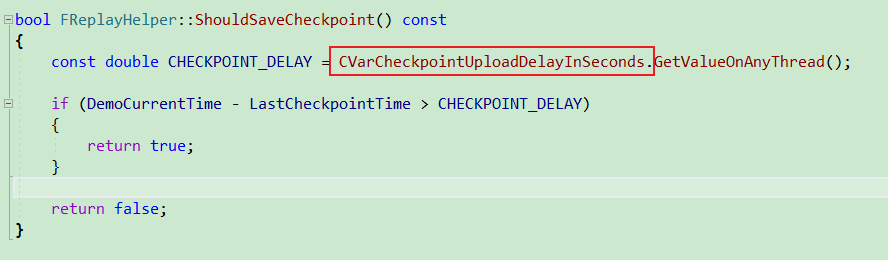 bool FReplayHelper::ShouldSaveCheckpoint() const
{
    const double CHECKPOINT_DELAY = CVarCheckpointUploadDelayInSeconds.GetValueOnAnyThread();
    if (DemoCurrentTime - LastCheckpointTime > CHECKPOINT_DELAY)
    {
        return true;
    }
    return false;
}